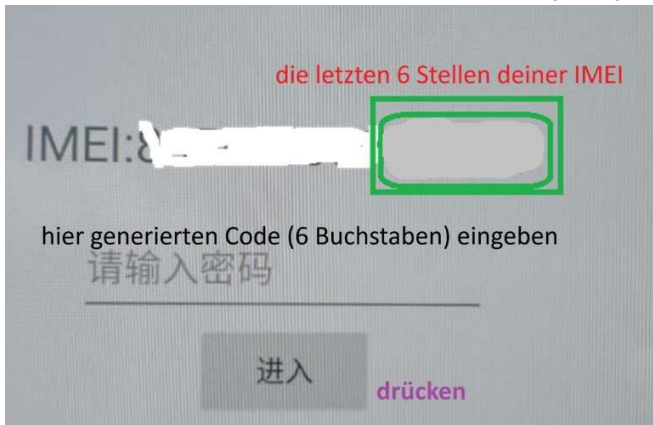 die letzten 6 Stellen deiner IMEI
IMEI:8
hier generierten Code (6 Buchstaben) eingeben
请输入密码
进入
drücken